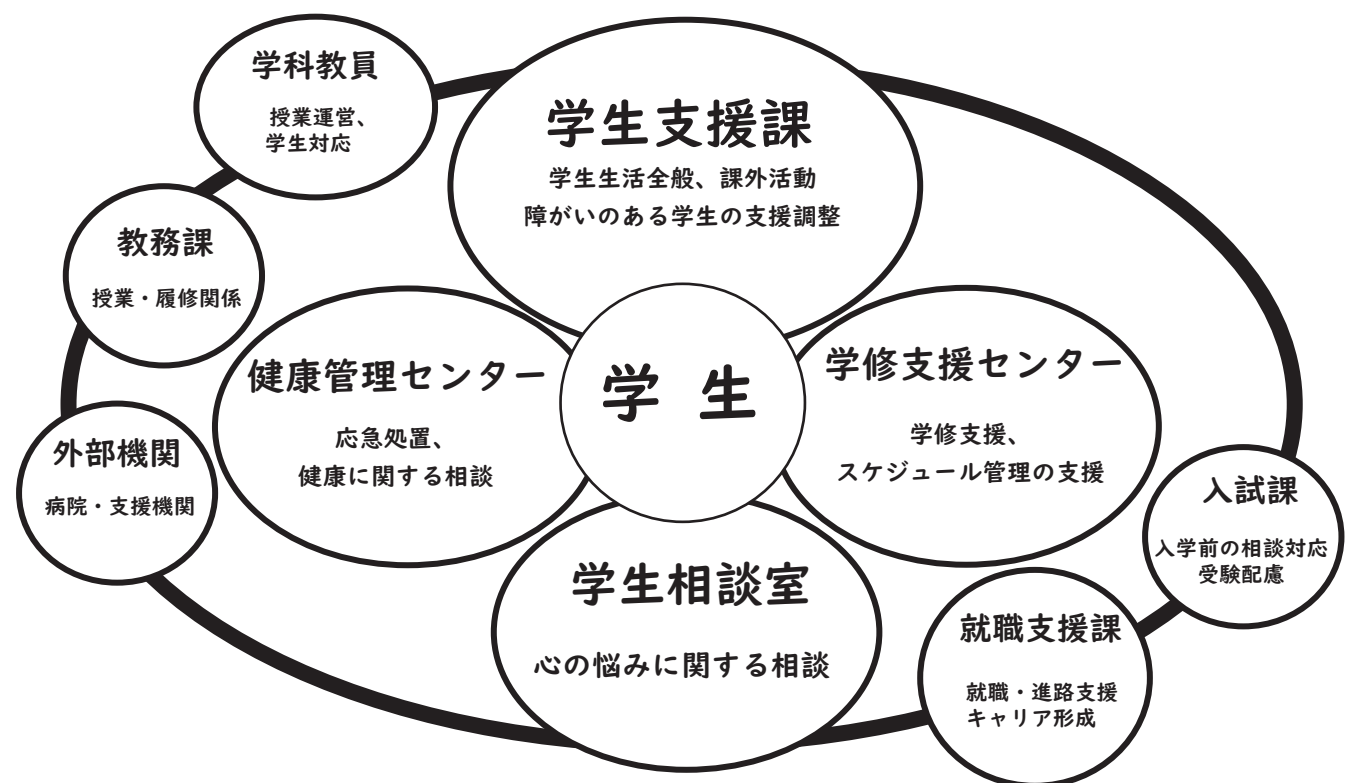 学科教員
授業運営、
学生対応
学生支援課
学生生活全般、課外活動
障がいのある学生の支援調整
教務課
授業・履修関係
健康管理センター
応急処置、
健康に関する相談
学 生
学修支援センター
学修支援、
スケジュール管理の支援
外部機関
病院・支援機関
入試課
入学前の相談対応
受験配慮
学生相談室
心の悩みに関する相談
就職支援課
就職・進路支援
キャリア形成